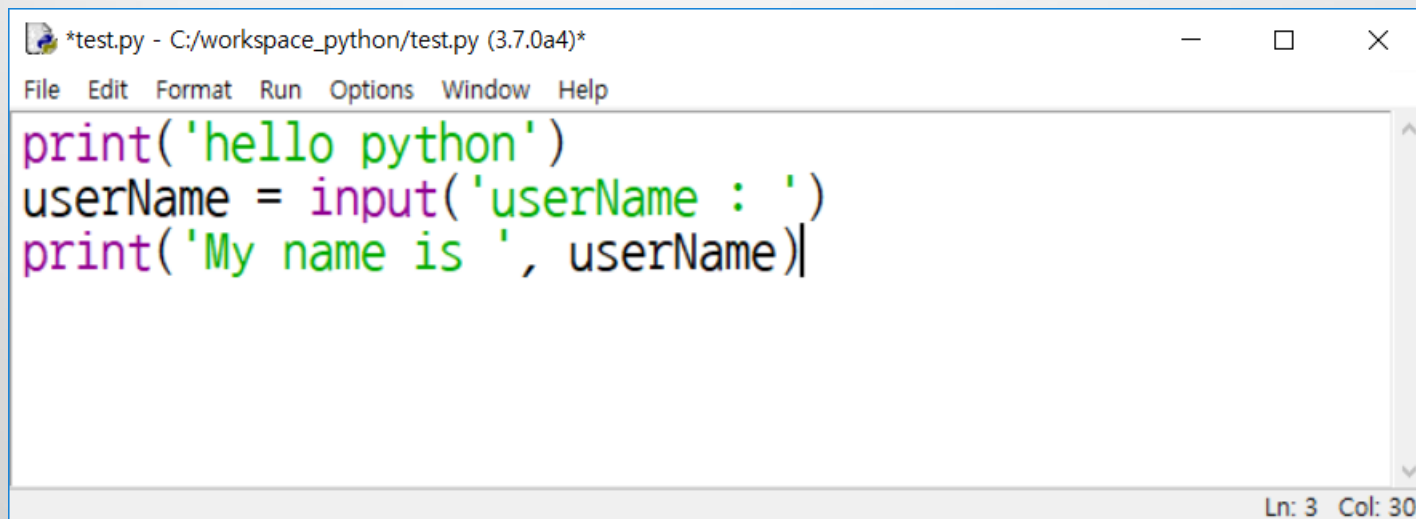 *test.py - C:/workspace_python/test.py (3.7.0a4)*
File Edit Format Run Options Window Help
print('hello python')
userName = input('userName : ')
print('My name is ', userName)
Ln: 3 Col: 30